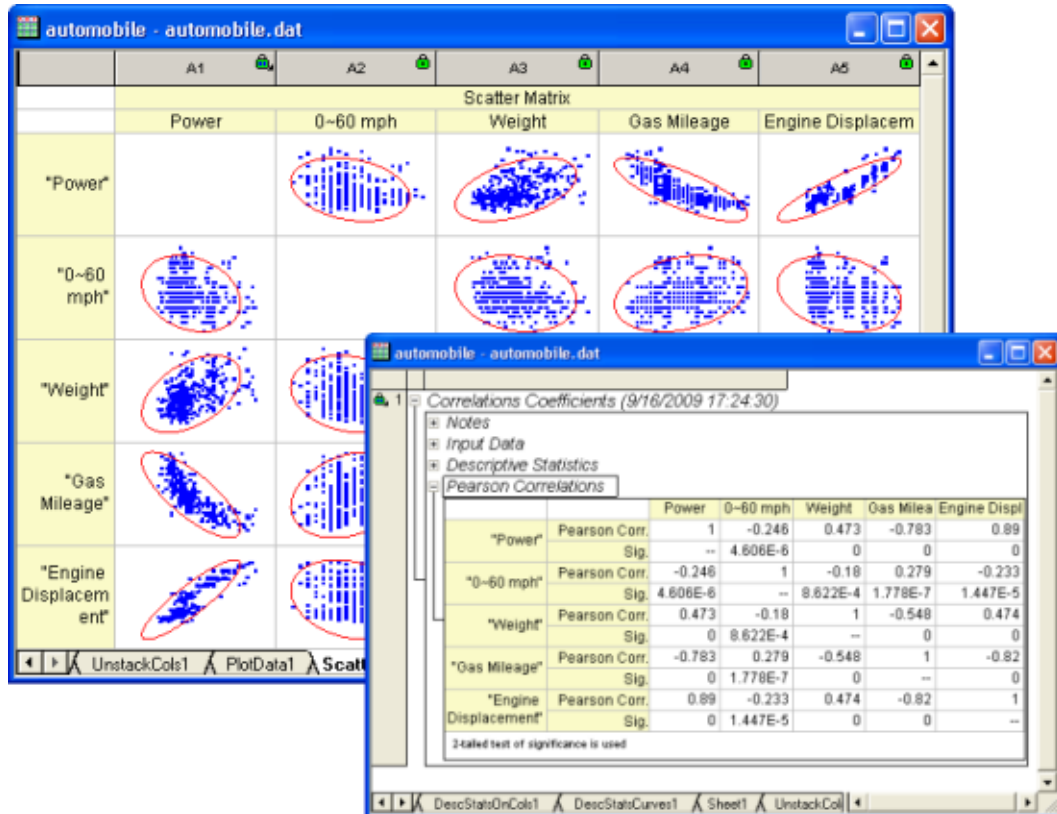 automobile - automobile.dat
A1 A2 A3 A4 A5
Scatter Matrix
Power 0~60 mph Weight Gas Mileage Engine Displacem
"Power"
"0~60
mph"
"Weight"
"Gas
Mileage"
"Engine
Displacem
ent"
UnstackCols1 PlotData1 Scatt
automobile - automobile.dat
1 Correlations Coefficients (9/16/2009 17:24:30)
Notes
Input Data
Descriptive Statistics
Pearson Correlations
Power 0~60 mph Weight Gas Milea Engine Displ
"Power" Pearson Corr. 1 -0.246 0.473 -0.783 0.89
Sig. -- 4.606E-6 0 0 0
"0~60 mph" Pearson Corr. -0.246 1 -0.18 0.279 -0.233
Sig. 4.606E-6 -- 8.622E-4 1.778E-7 1.447E-5
"Weight" Pearson Corr. 0.473 -0.18 1 -0.548 0.474
Sig. 0 8.622E-4 -- 0 0
"Gas Mileage" Pearson Corr. -0.783 0.279 -0.548 1 -0.82
Sig. 0 1.778E-7 0 -- 0
"Engine Displacement" Pearson Corr. 0.89 -0.233 0.474 -0.82 1
Sig. 0 1.447E-5 0 0 --
2-tailed test of significance is used
DescStatsOnCols1 DescStatsCurves1 Sheet1 UnstackCol